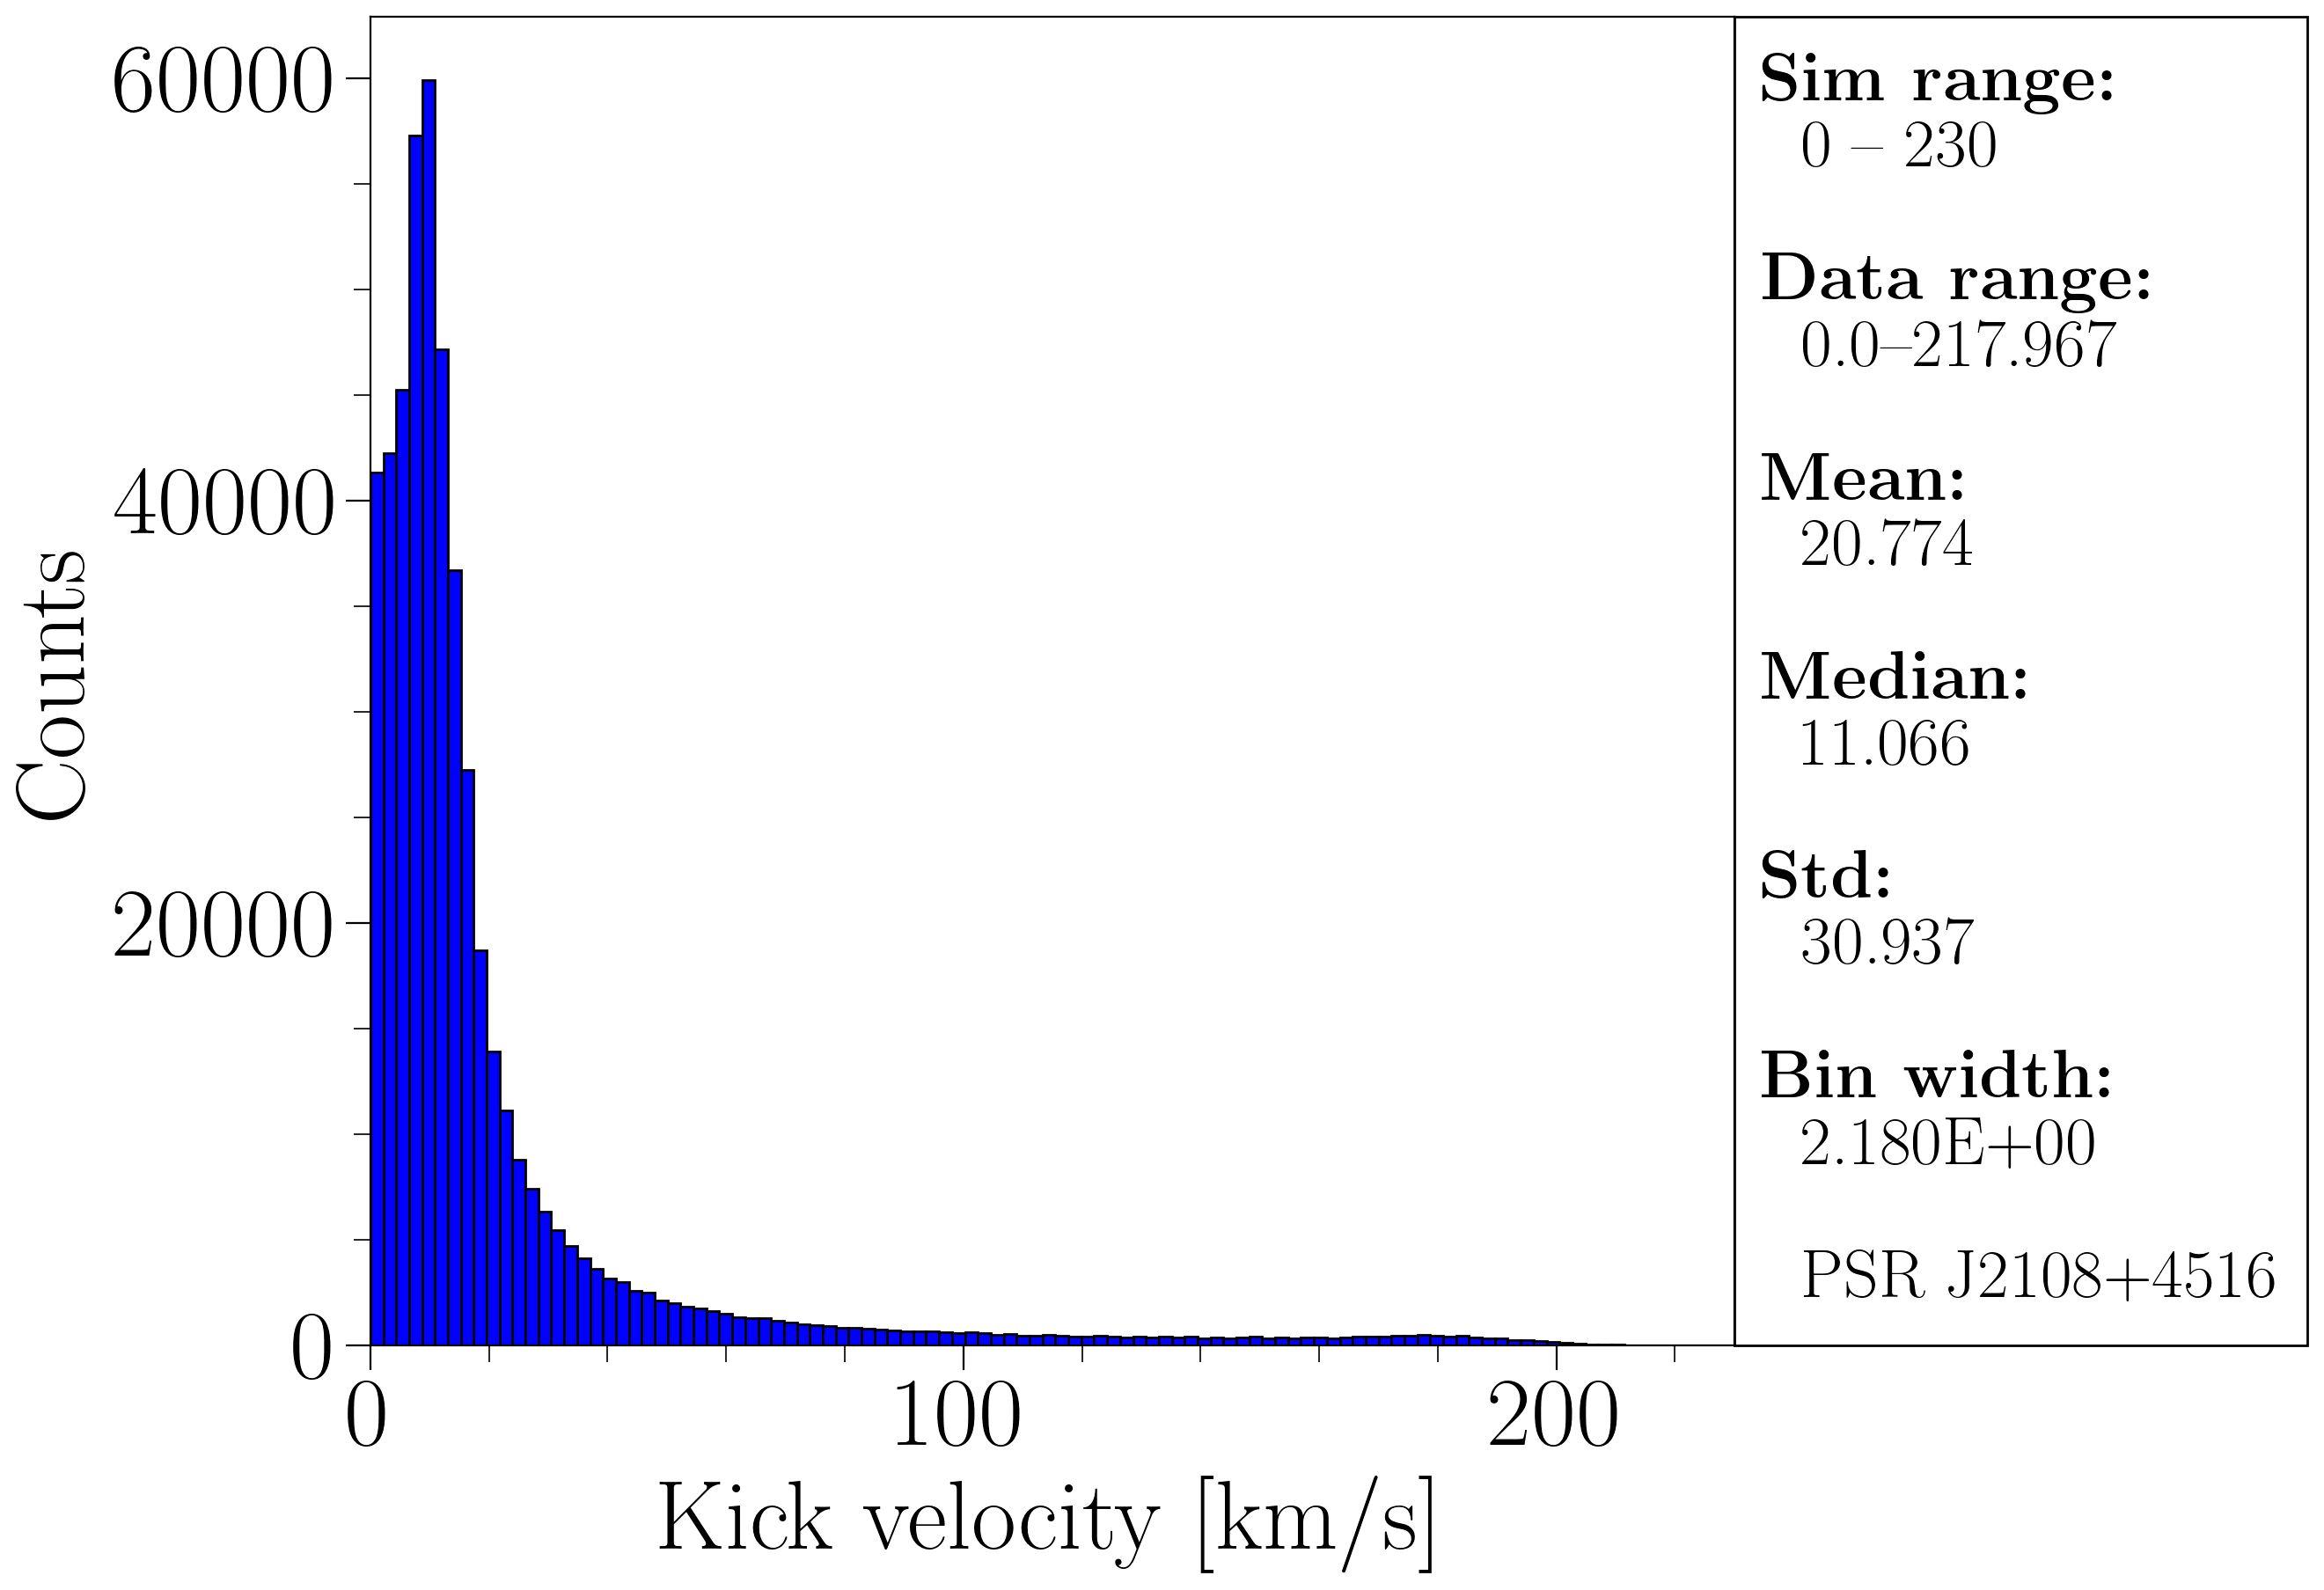 60000
40000
20000
0
Counts
0
100
200
Kick velocity [km/s]
Sim range:
0 – 230
Data range:
0.0–217.967
Mean:
20.774
Median:
11.066
Std:
30.937
Bin width:
2.180E+00
PSR J2108+4516